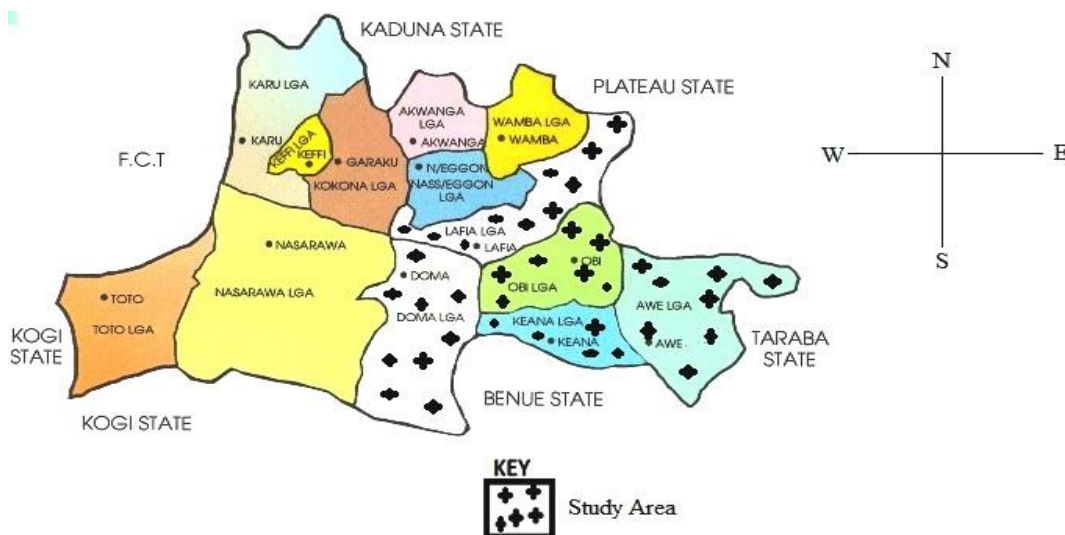 KADUNA STATE
N
KARU LGA
PLATEAU STATE
AKWANGA
LGA
WAMBA LGA
KARU
KEFFI LGA
AKWANGA
WAMBA
F.C.T
KEFFI
GARAKU
W
E
N/EGGON
KOKONA LGA
NASS/EGGON
LGA
LAFIA LGA
NASARAWA
LAFIA
S
OBI
DOMA
TOTO
NASARAWA LGA
OBI LGA
AWE LGA
DOMA LGA
KEANA LGA
TOTO LGA
KOGI
STATE
KEANA
AWE
TARABA
STATE
BENUE STATE
KOGI STATE
KEY
Study Area